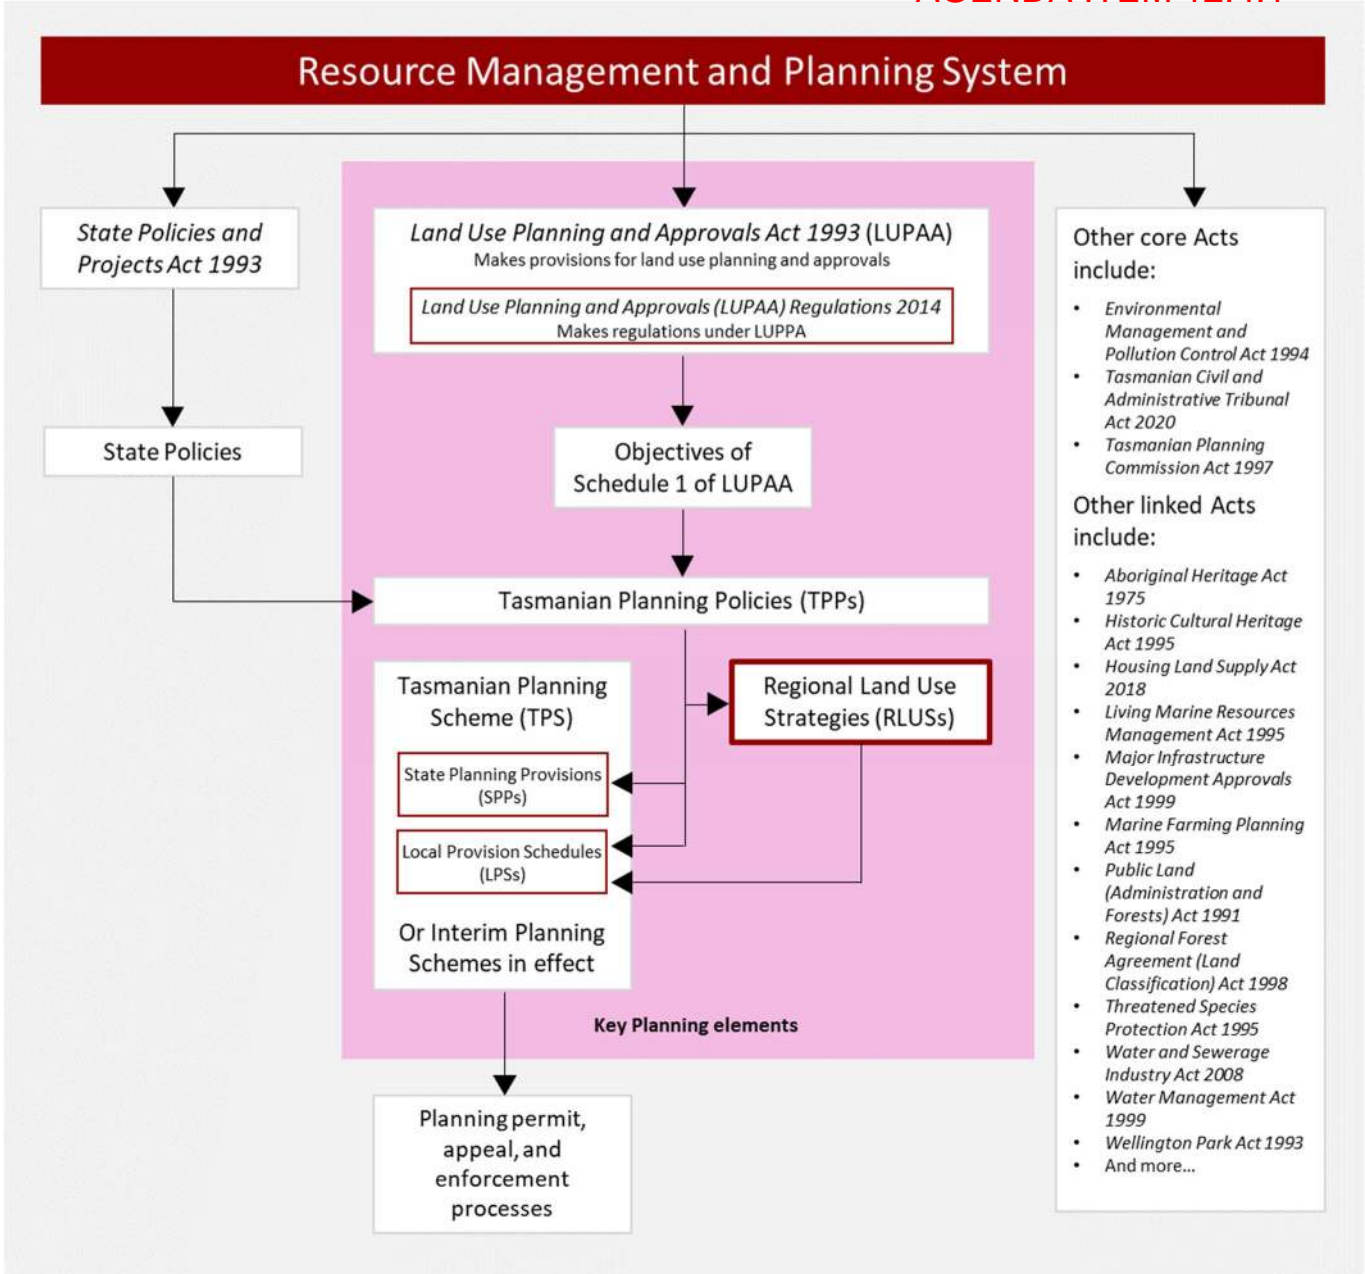 Resource Management and Planning System
State Policies and
Projects Act 1993
State Policies
Land Use Planning and Approvals Act 1993 (LUPAA)
Makes provisions for land use planning and approvals
Land Use Planning and Approvals (LUPAA) Regulations 2014
Makes regulations under LUPPA
Objectives of
Schedule 1 of LUPAA
Tasmanian Planning Policies (TPPs)
Tasmanian Planning
Scheme (TPS)
State Planning Provisions
(SPPs)
Local Provision Schedules
(LPSs)
Or Interim Planning
Schemes in effect
Regional Land Use
Strategies (RLUSs)
Key Planning elements
Planning permit,
appeal, and
enforcement
processes
Other core Acts
include:
• Environmental
Management and
Pollution Control Act 1994
• Tasmanian Civil and
Administrative Tribunal
Act 2020
• Tasmanian Planning
Commission Act 1997
Other linked Acts
include:
• Aboriginal Heritage Act
1975
• Historic Cultural Heritage
Act 1995
• Housing Land Supply Act
2018
• Living Marine Resources
Management Act 1995
• Major Infrastructure
Development Approvals
Act 1999
• Marine Farming Planning
Act 1995
• Public Land
(Administration and
Forests) Act 1991
• Regional Forest
Agreement (Land
Classification) Act 1998
• Threatened Species
Protection Act 1995
• Water and Sewerage
Industry Act 2008
• Water Management Act
1999
• Wellington Park Act 1993
• And more...